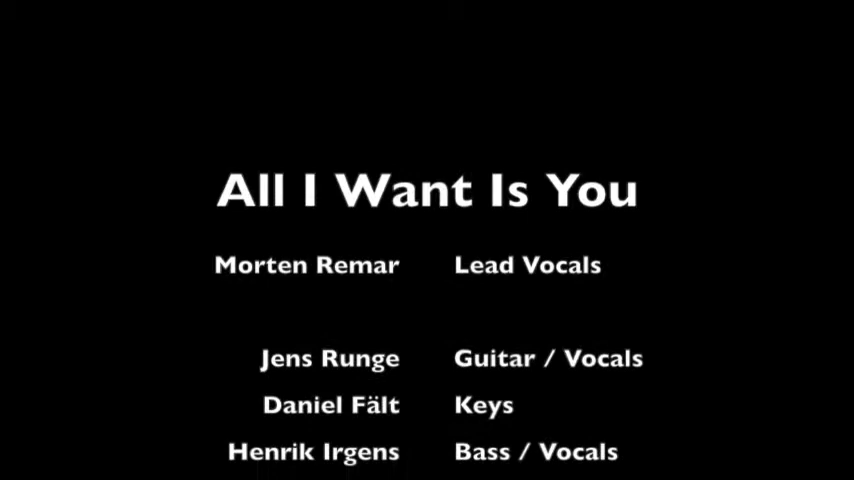 All I Want Is You
Morten Remar Lead Vocals
Jens Runge Guitar / Vocals
Daniel Fält Keys
Henrik Irgens Bass / Vocals